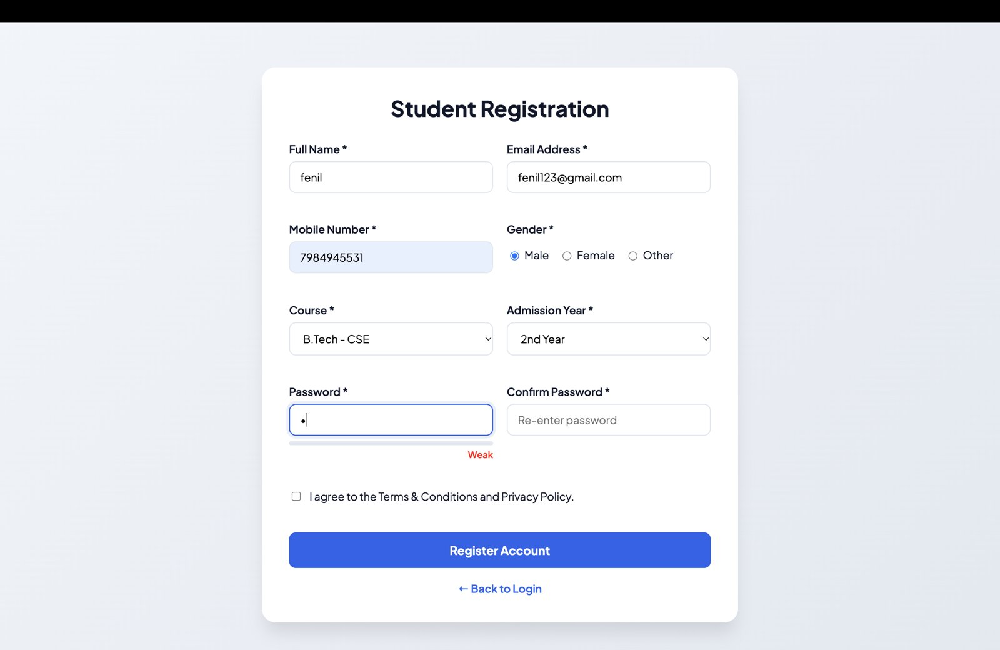 Student Registration
Full Name *
Email Address *
fenil
fenil123@gmail.com
Mobile Number *
Gender *
7984945531
Male
Female
Other
Course *
Admission Year *
B.Tech - CSE
2nd Year
Password *
Confirm Password *
•
Re-enter password
Weak
I agree to the Terms & Conditions and Privacy Policy.
Register Account
← Back to Login